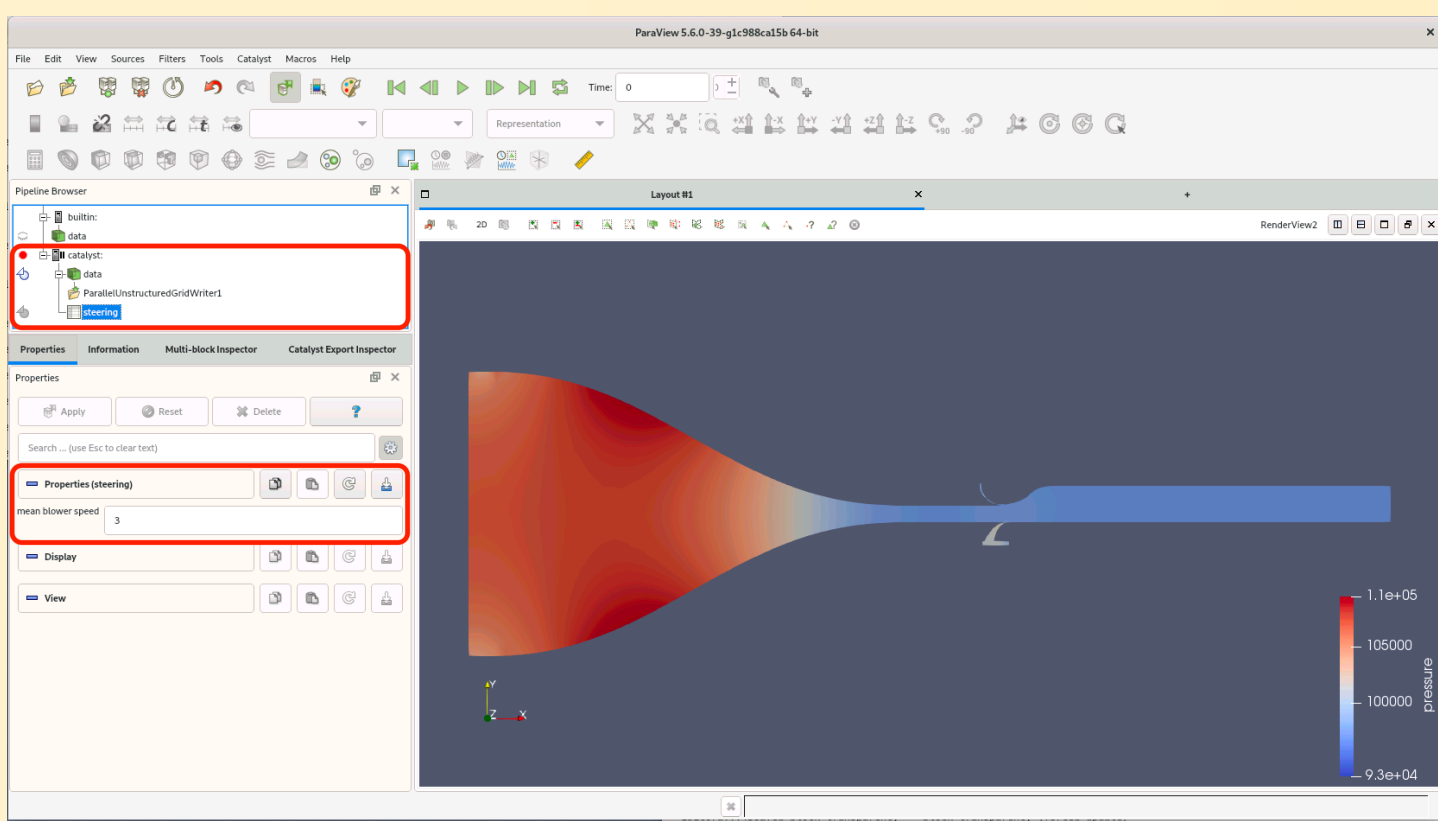 ParaView 5.6.0-39-g1c988ca15b 64-bit
File Edit View Sources Filters Tools Catalyst Macros Help
Time: 0
Representation
+X -X +Y -Y +Z -Z +90 -90
Pipeline Browser
builtin:
data
catalyst:
data
ParallelUnstructuredGridWriter1
steering
Properties Information Multi-block Inspector Catalyst Export Inspector
Properties
Apply Reset Delete ?
Search ... (use Esc to clear text)
Properties (steering)
mean blower speed 3
Display
View
Layout #1
+
2D
RenderView2
1.1e+05
105000
100000
9.3e+04
pressure
Y
Z X